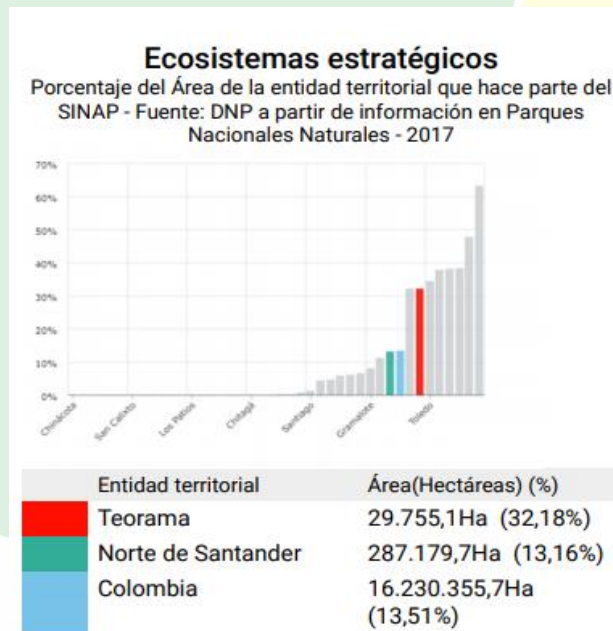 Ecosistemas estratégicos
Porcentaje del Área de la entidad territorial que hace parte del
SINAP - Fuente: DNP a partir de información en Parques
Nacionales Naturales - 2017
70%
60%
50%
40%
30%
20%
10%
0%
Chinácota
San Calixto
Los Patios
Chitagá
Santiago
Gramalote
Toledo
Entidad territorial Área(Hectáreas) (%)
Teorama 29.755,1Ha (32,18%)
Norte de Santander 287.179,7Ha (13,16%)
Colombia 16.230.355,7Ha
(13,51%)